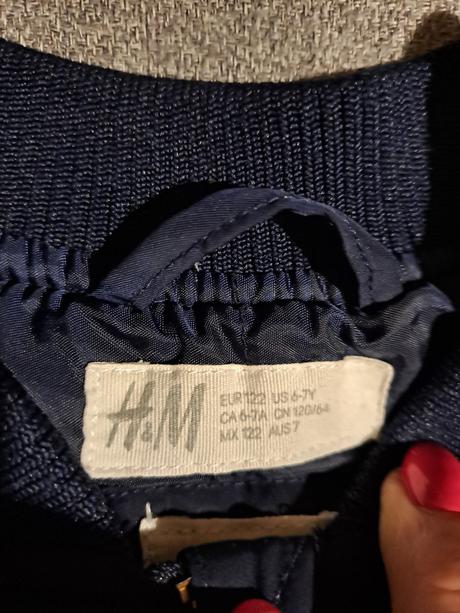 H&M
EUR 122 US 6-7Y
CA 6-7A CN 120/64
MX 122 AUS 7